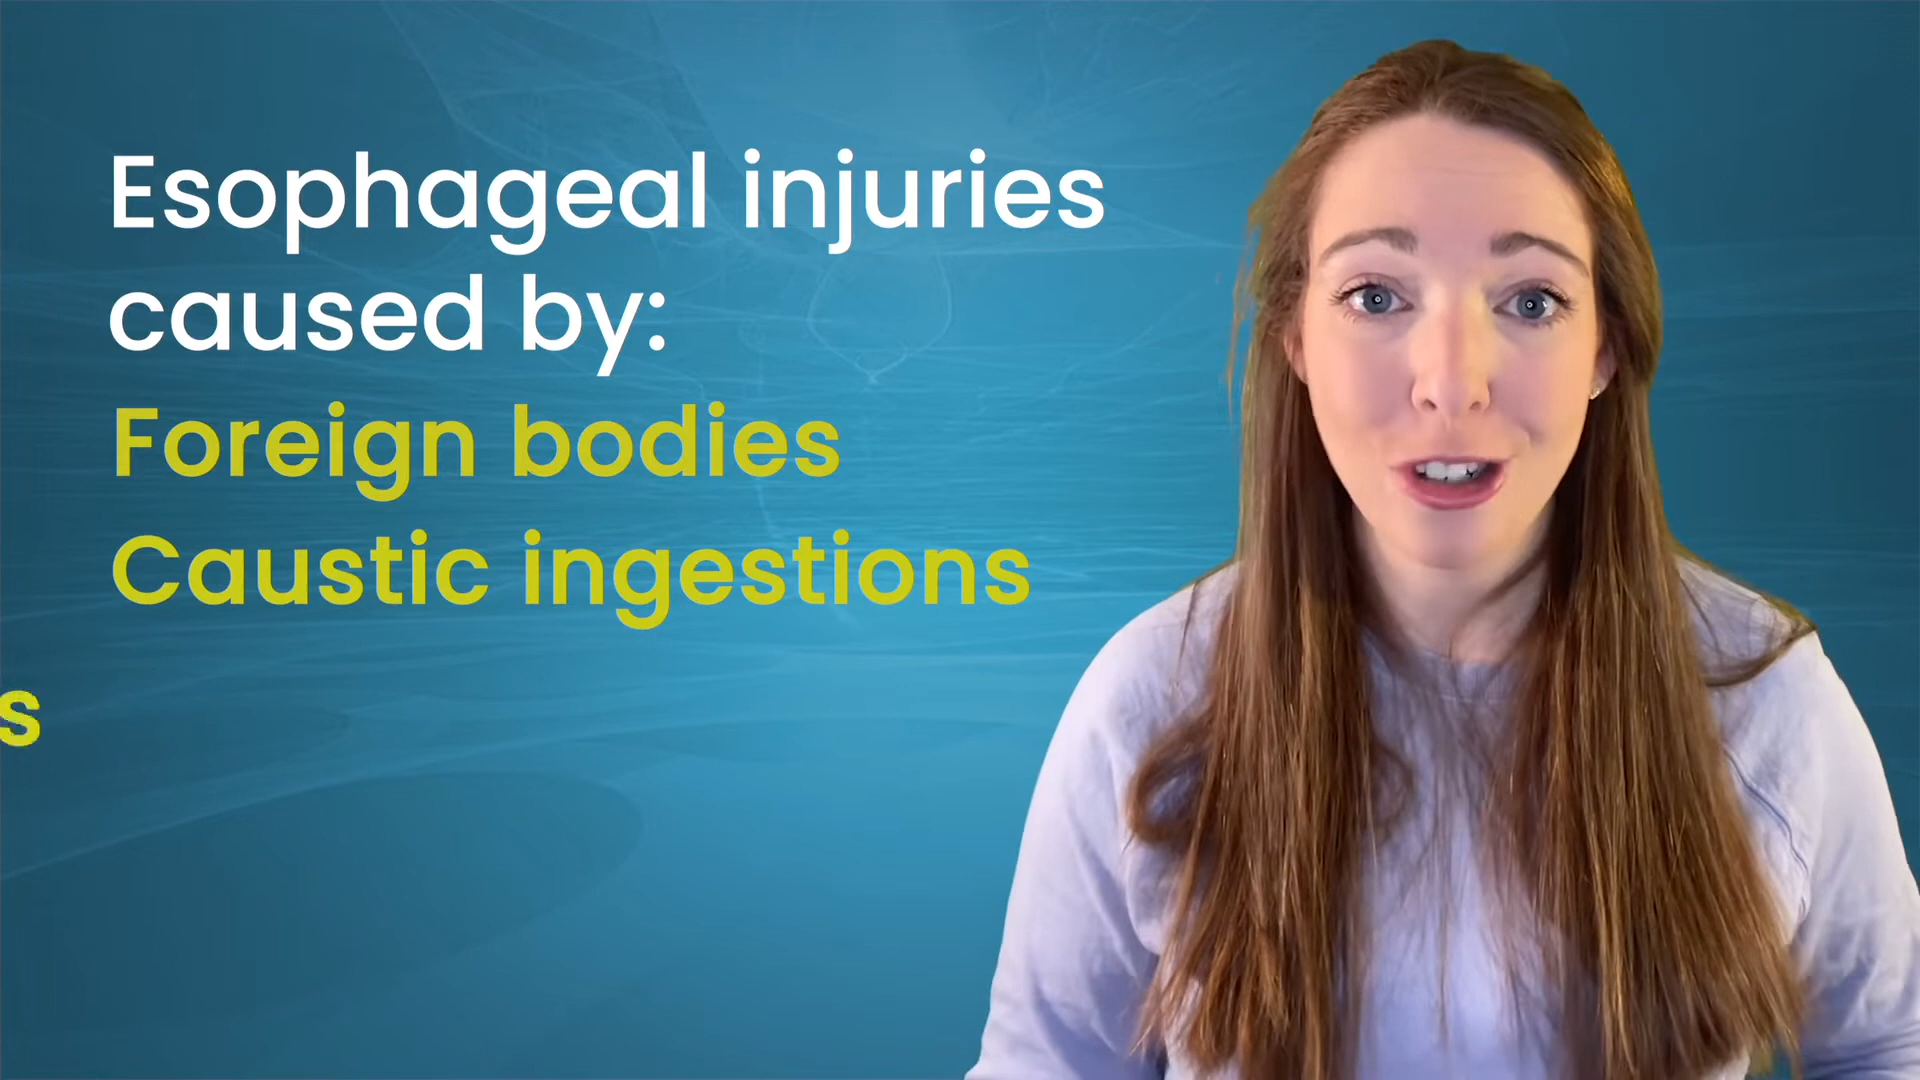 Esophageal injuries
caused by:
Foreign bodies
Caustic ingestions
s